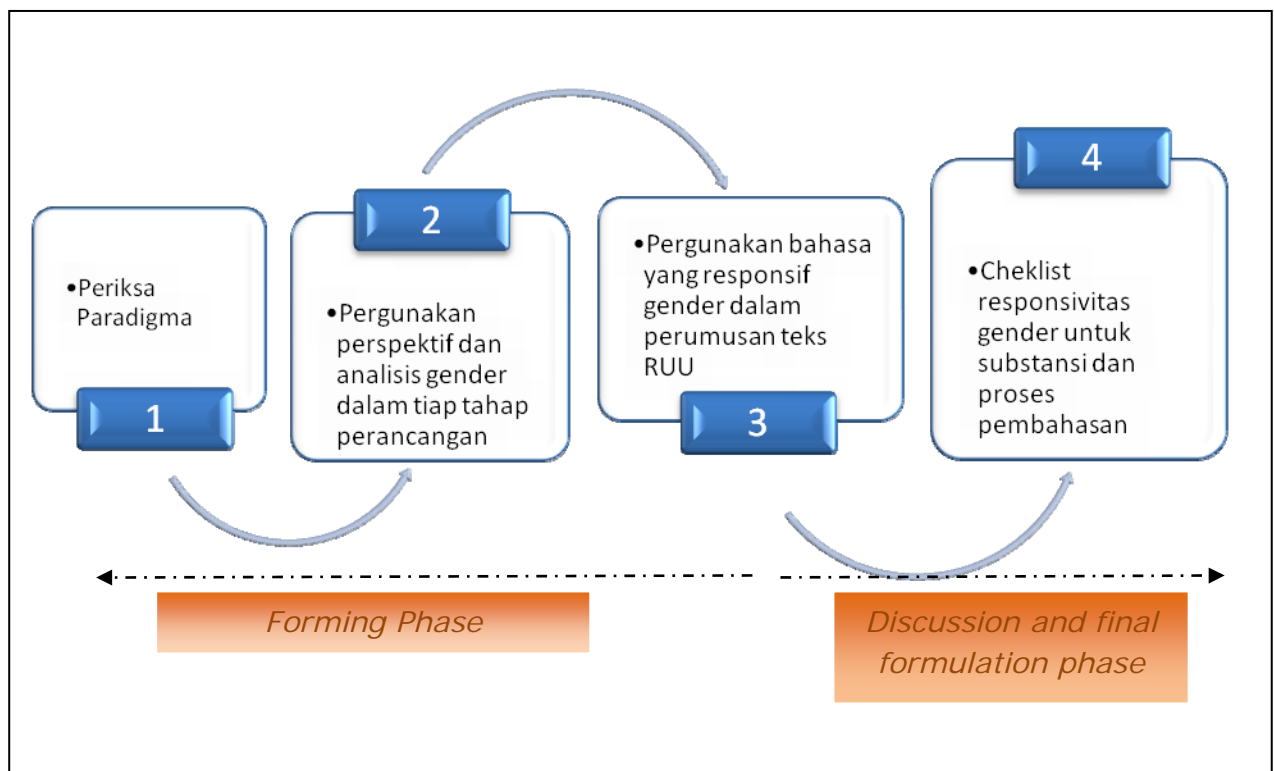 •Periksa
Paradigma
1
2
•Pergunakan
perspektif dan
analisis gender
dalam tiap tahap
perancangan
•Pergunakan bahasa
yang responsif
gender dalam
perumusan teks
RUU
3
4
•Cheklist
responsivitas
gender untuk
substansi dan
proses
pembahasan
Forming Phase
Discussion and final
formulation phase